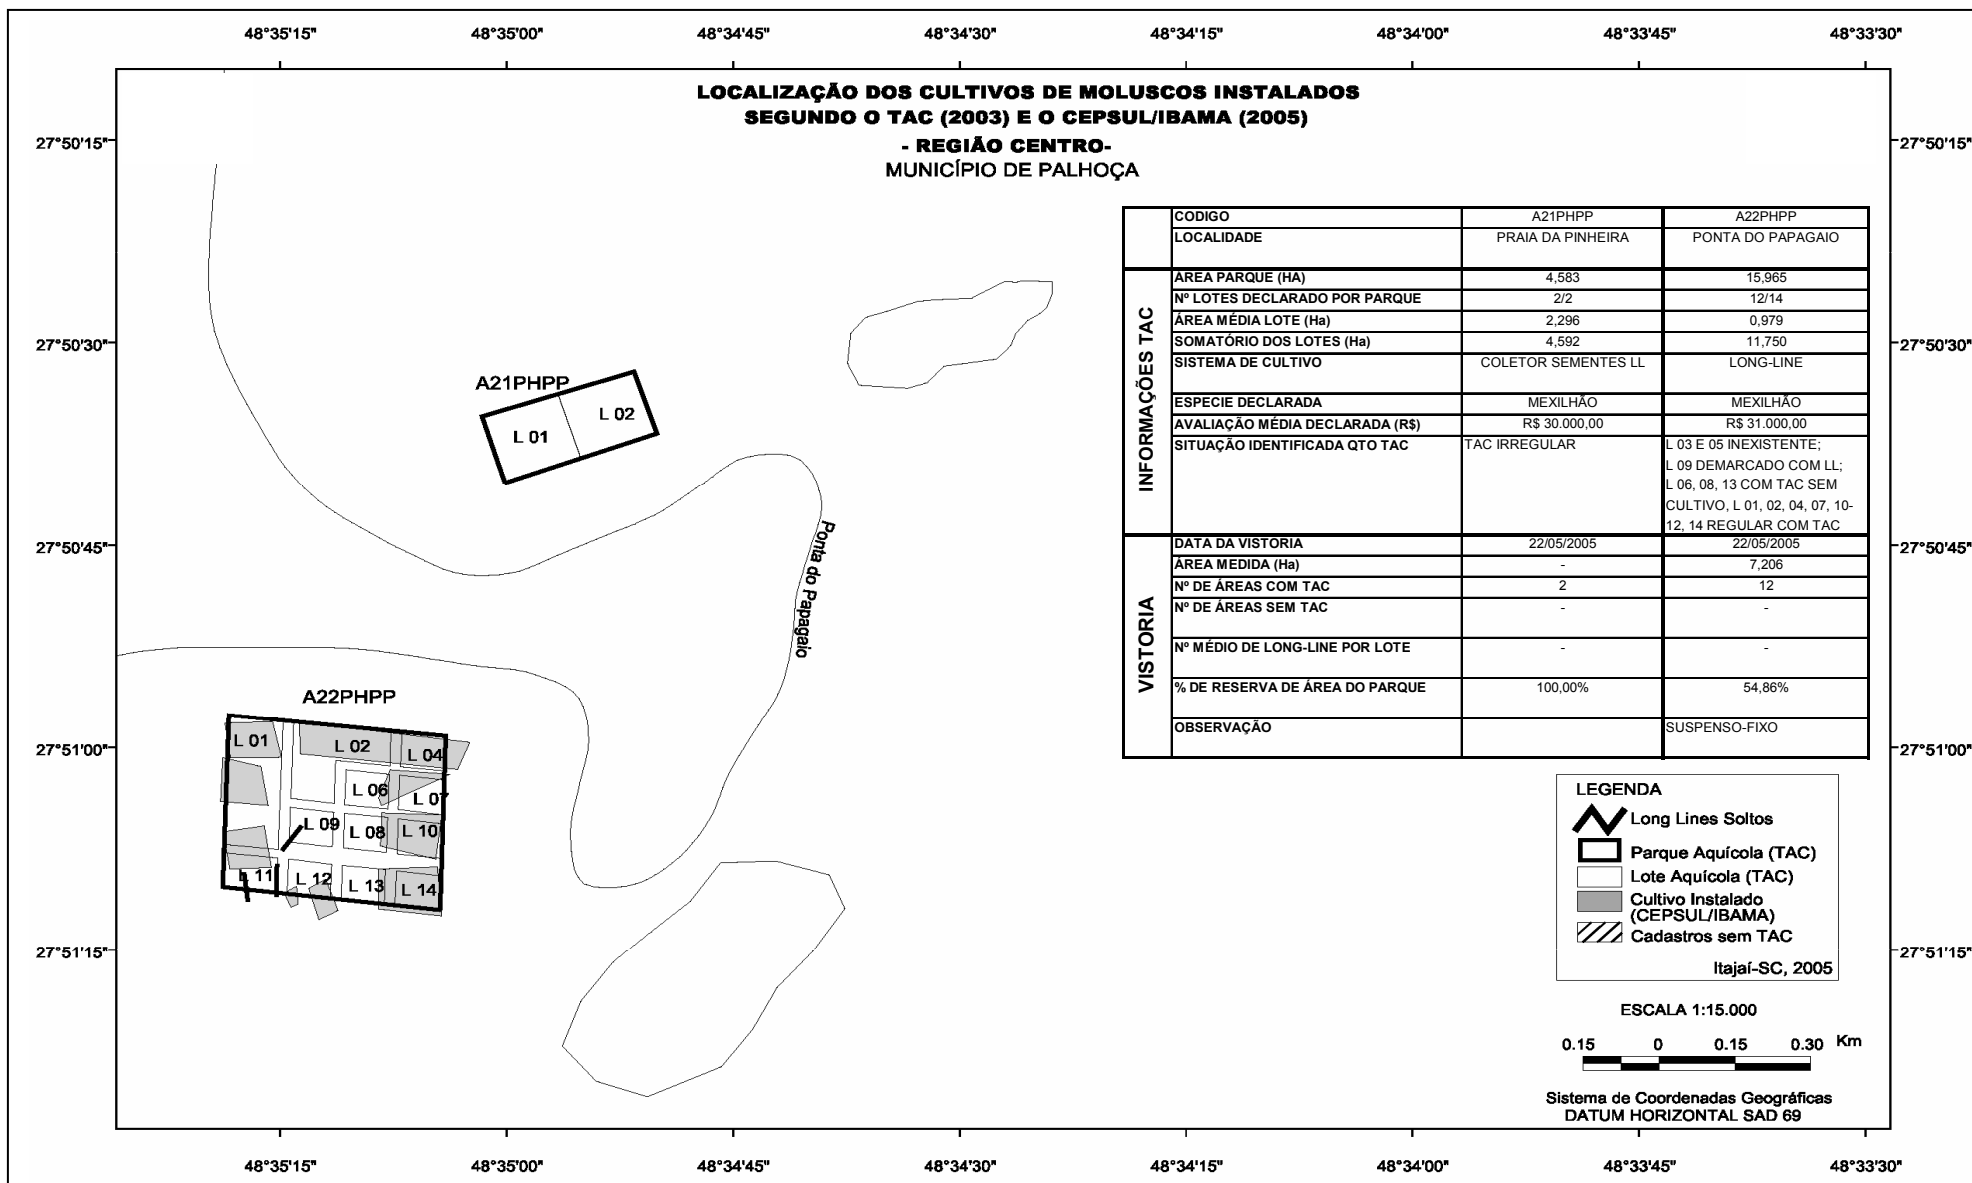 48°35'15" 48°35'00" 48°34'45" 48°34'30" 48°34'15" 48°34'00" 48°33'45" 48°33'30"
LOCALIZAÇÃO DOS CULTIVOS DE MOLUSCOS INSTALADOS
SEGUNDO O TAC (2003) E O CEPSUL/IBAMA (2005)
- REGIÃO CENTRO-
MUNICÍPIO DE PALHOÇA
27°50'15" 27°50'15"
27°50'30" 27°50'30"
27°50'45" 27°50'45"
27°51'00" 27°51'00"
27°51'15" 27°51'15"
CODIGO A21PHPP A22PHPP
LOCALIDADE PRAIA DA PINHEIRA PONTA DO PAPAGAIO
INFORMAÇÕES TAC
AREA PARQUE (HA) 4,583 15,965
Nº LOTES DECLARADO POR PARQUE 2/2 12/14
ÁREA MÉDIA LOTE (Ha) 2,296 0,979
SOMATÓRIO DOS LOTES (Ha) 4,592 11,750
SISTEMA DE CULTIVO COLETOR SEMENTES LL LONG-LINE
ESPECIE DECLARADA MEXILHÃO MEXILHÃO
AVALIAÇÃO MÉDIA DECLARADA (R$) R$ 30.000,00 R$ 31.000,00
SITUAÇÃO IDENTIFICADA QTO TAC TAC IRREGULAR L 03 E 05 INEXISTENTE;
L 09 DEMARCADO COM LL;
L 06, 08, 13 COM TAC SEM
CULTIVO, L 01, 02, 04, 07, 10-
12, 14 REGULAR COM TAC
VISTORIA
DATA DA VISTORIA 22/05/2005 22/05/2005
ÁREA MEDIDA (Ha) - 7,206
Nº DE ÁREAS COM TAC 2 12
Nº DE ÁREAS SEM TAC - -
Nº MÉDIO DE LONG-LINE POR LOTE - -
% DE RESERVA DE ÁREA DO PARQUE 100,00% 54,86%
OBSERVAÇÃO SUSPENSO-FIXO
A21PHPP
L 01 L 02
Ponta do Papagaio
A22PHPP
L 01 L 02 L 04
L 06 L 07
L 09 L 08 L 10
L 11 L 12 L 13 L 14
LEGENDA
Long Lines Soltos
Parque Aquícola (TAC)
Lote Aquícola (TAC)
Cultivo Instalado
(CEPSUL/IBAMA)
Cadastros sem TAC
Itajaí-SC, 2005
ESCALA 1:15.000
0.15 0 0.15 0.30 Km
Sistema de Coordenadas Geográficas
DATUM HORIZONTAL SAD 69
48°35'15" 48°35'00" 48°34'45" 48°34'30" 48°34'15" 48°34'00" 48°33'45" 48°33'30"